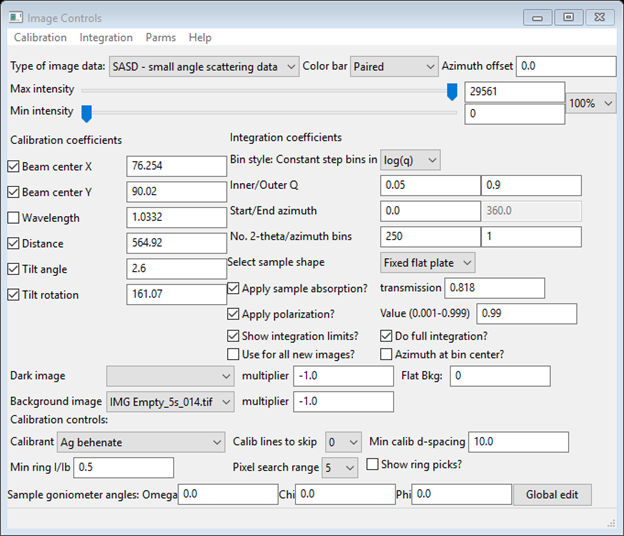 Image Controls
Calibration Integration Parms Help
Type of image data: SASD - small angle scattering data Color bar Paired Azimuth offset 0.0
Max intensity 29561
Min intensity 0 100%
Calibration coefficients
Beam center X 76.254
Beam center Y 90.02
Wavelength 1.0332
Distance 564.92
Tilt angle 2.6
Tilt rotation 161.07
Integration coefficients
Bin style: Constant step bins in log(q)
Inner/Outer Q 0.05 0.9
Start/End azimuth 0.0 360.0
No. 2-theta/azimuth bins 250 1
Select sample shape Fixed flat plate
Apply sample absorption? transmission 0.818
Apply polarization? Value (0.001-0.999) 0.99
Show integration limits? Do full integration?
Use for all new images? Azimuth at bin center?
Dark image multiplier -1.0 Flat Bkg: 0
Background image IMG Empty_5s_014.tif multiplier -1.0
Calibration controls:
Calibrant Ag behenate Calib lines to skip 0 Min calib d-spacing 10.0
Min ring I/Ib 0.5 Pixel search range 5 Show ring picks?
Sample goniometer angles: Omega 0.0 Chi 0.0 Phi 0.0 Global edit